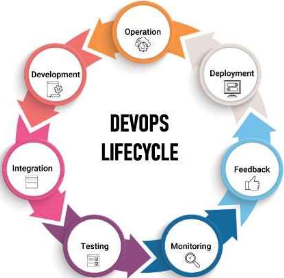 Operation
Development
Deployment
DEVOPS
LIFECYCLE
Integration
Feedback
Testing
Monitoring